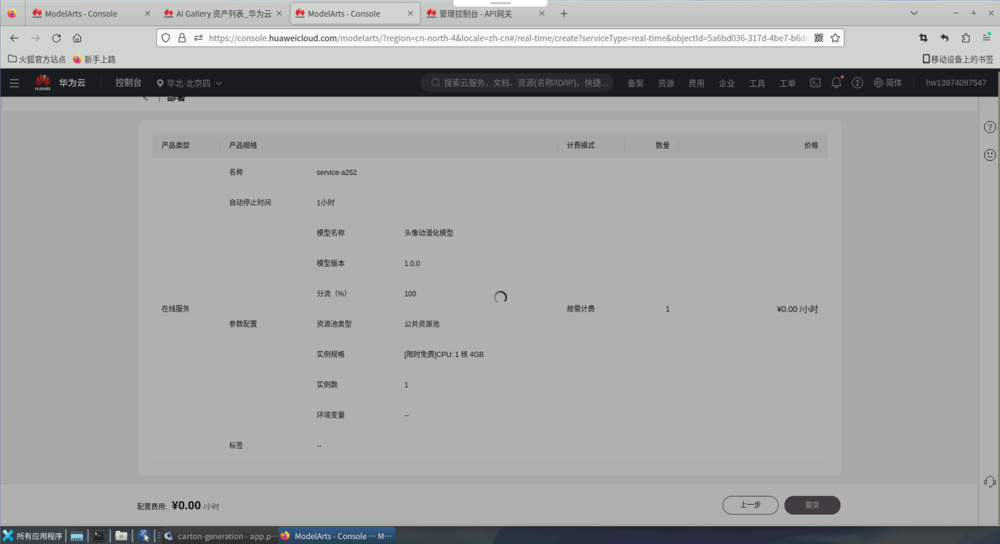 ModelArts - Console
AI Gallery 资产列表_华为云
ModelArts - Console
管理控制台 - API网关
https://console.huaweicloud.com/modelarts/?region=cn-north-4&locale=zh-cn#/real-time/create?serviceType=real-time&objectId=5a6bd036-317d-4be7-b6dc
火狐官方站点
新手上路
移动设备上的书签
HUAWEI
华为云
控制台
华北-北京四
搜索云服务、文档、资源(名称/ID/IP)、快捷...
备案
资源
费用
企业
工具
工单
简体
hw13974097547
部署
产品类型
产品规格
计费模式
数量
价格
名称
service-a262
自动停止时间
1小时
模型名称
头像动漫化模型
模型版本
1.0.0
分流（%）
100
在线服务
按需计费
1
¥0.00 /小时
参数配置
资源池类型
公共资源池
实例规格
[限时免费]CPU: 1 核 4GB
实例数
1
环境变量
--
标签
--
配置费用: ¥0.00 /小时
上一步
提交
所有应用程序
carton-generation - app.p···
ModelArts - Console — M···